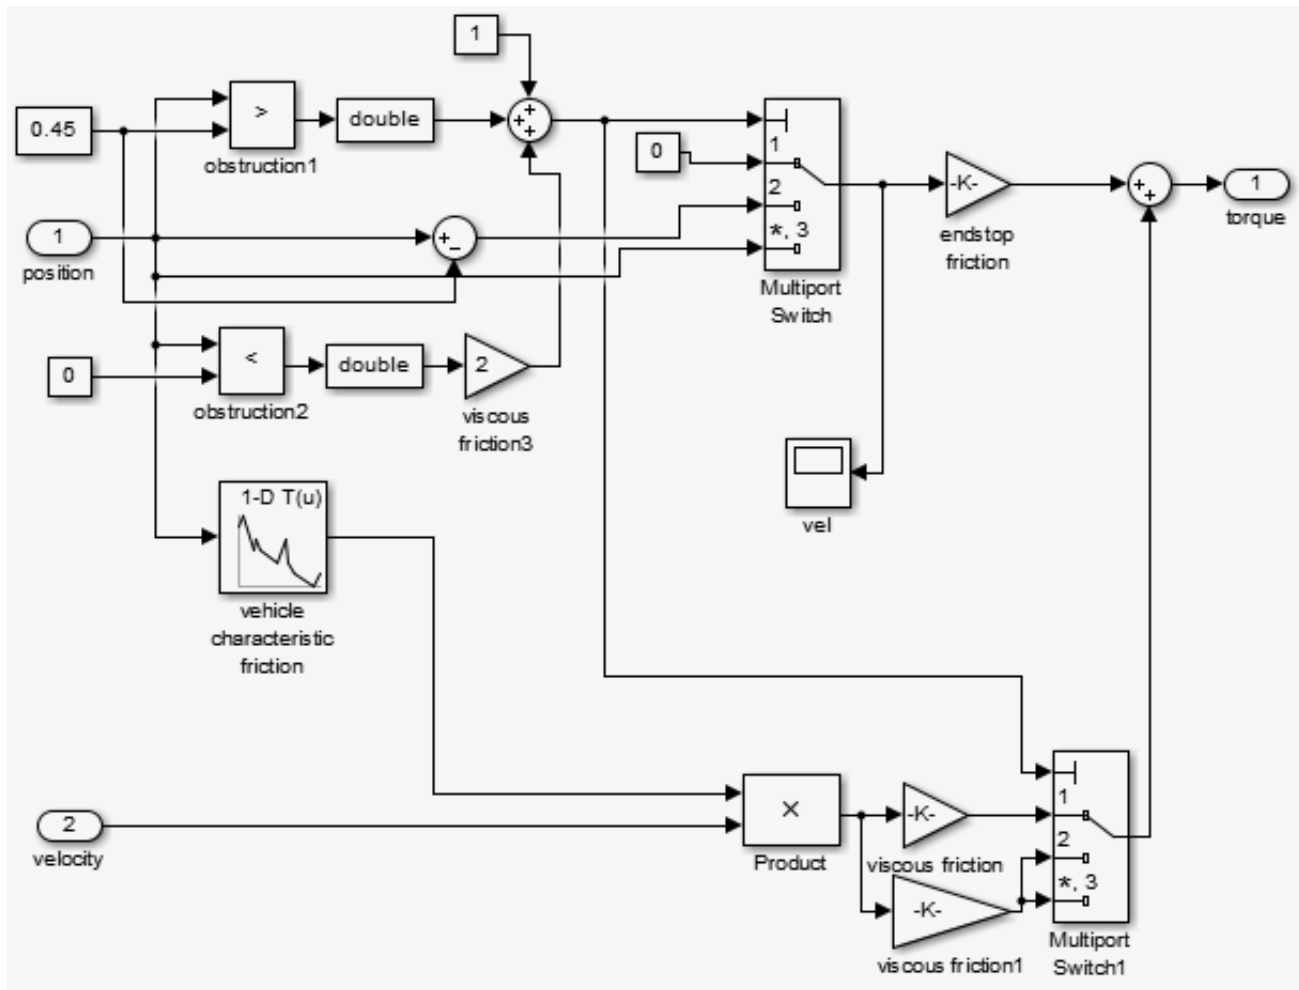 1
0.45
>
double
+
+
+
obstruction1
0
1
2
*, 3
Multiport
Switch
-K-
endstop
friction
+
+
1
torque
1
position
+
−
0
<
obstruction2
double
2
viscous
friction3
vel
1-D T(u)
vehicle
characteristic
friction
2
velocity
×
Product
-K-
viscous friction
-K-
viscous friction1
1
2
*, 3
Multiport
Switch1